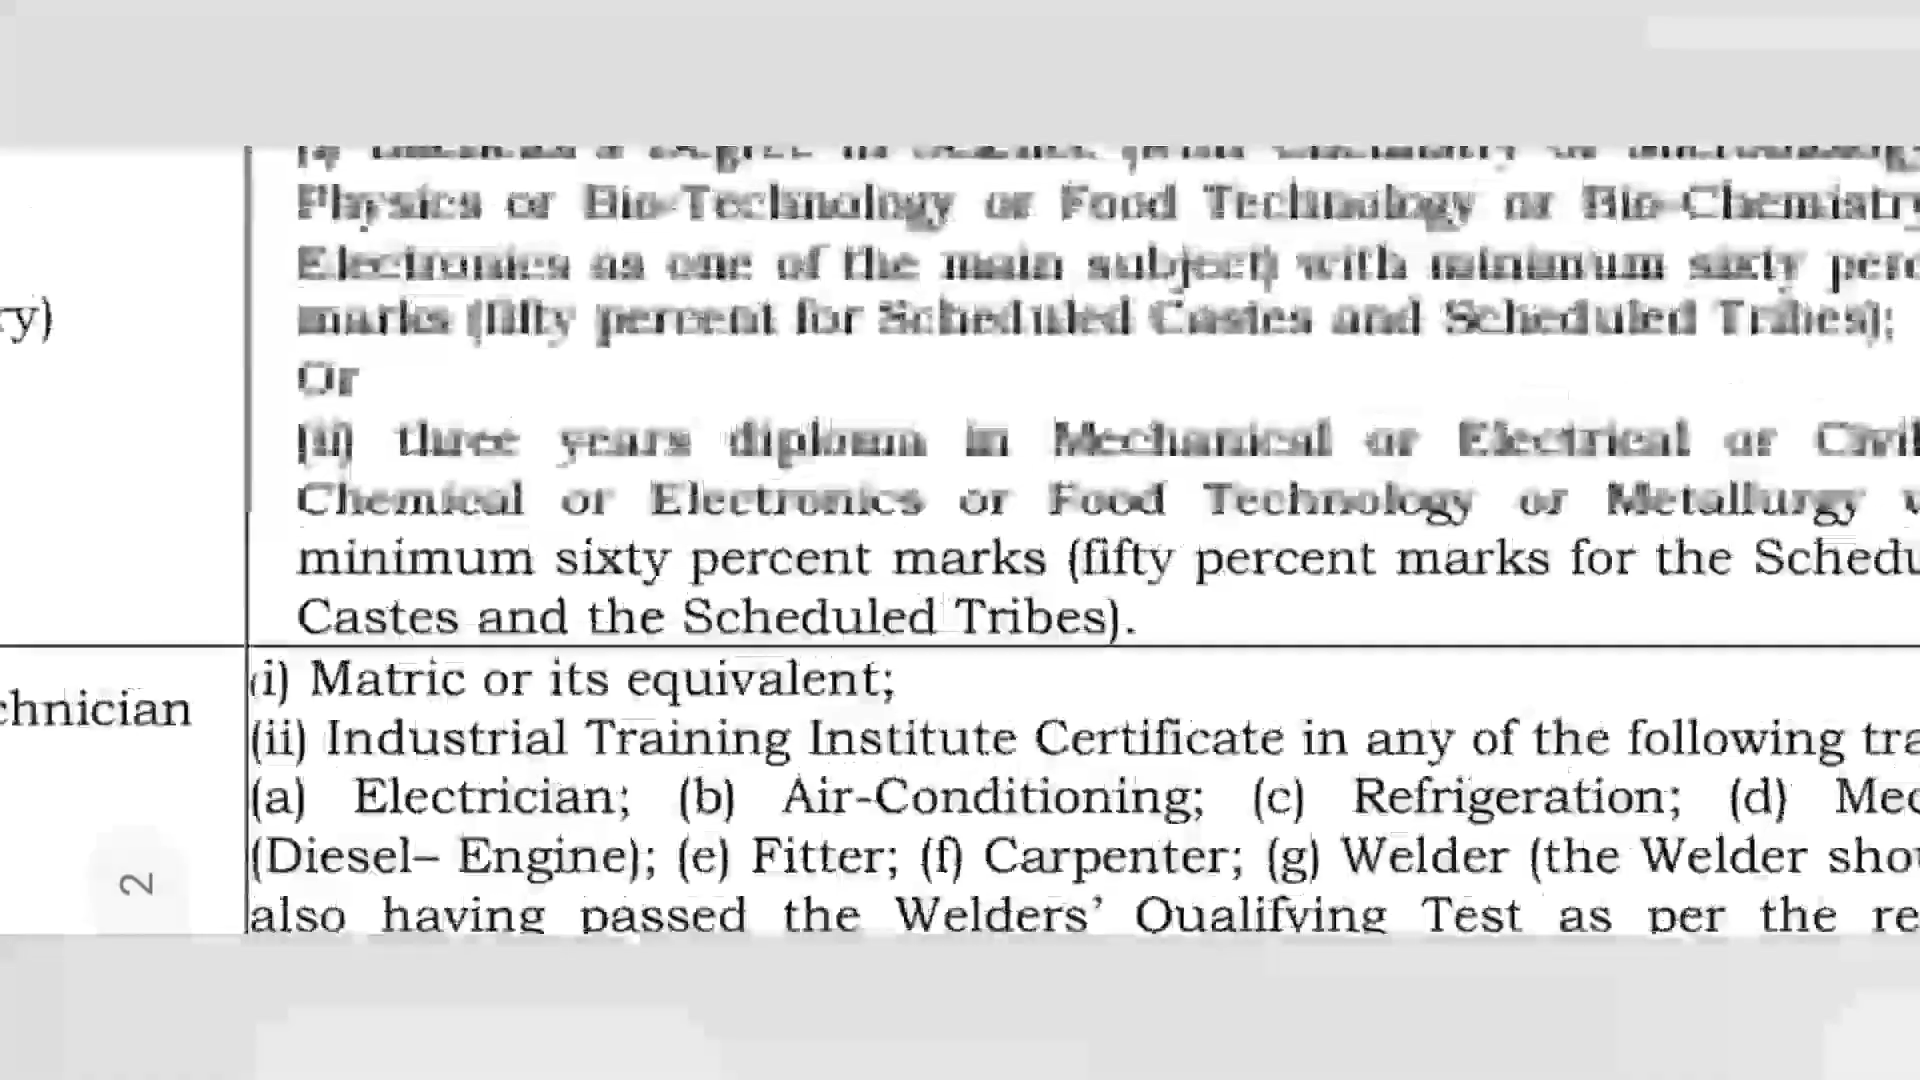 Physics or Bio-Technology or Food Technology or Bio-Chemistry
Electronics as one of the main subject) with minimum sixty perc
ry)
marks (fifty percent for Scheduled Castes and Scheduled Tribes);
Or
(ii) three years diploma in Mechanical or Electrical or Civil
Chemical or Electronics or Food Technology or Metallurgy
minimum sixty percent marks (fifty percent marks for the Schedu
Castes and the Scheduled Tribes).
chnician
(i) Matric or its equivalent;
(ii) Industrial Training Institute Certificate in any of the following tra
(a) Electrician; (b) Air-Conditioning; (c) Refrigeration; (d) Mec
(Diesel– Engine); (e) Fitter; (f) Carpenter; (g) Welder (the Welder shou
also having passed the Welders’ Qualifying Test as per the re
2